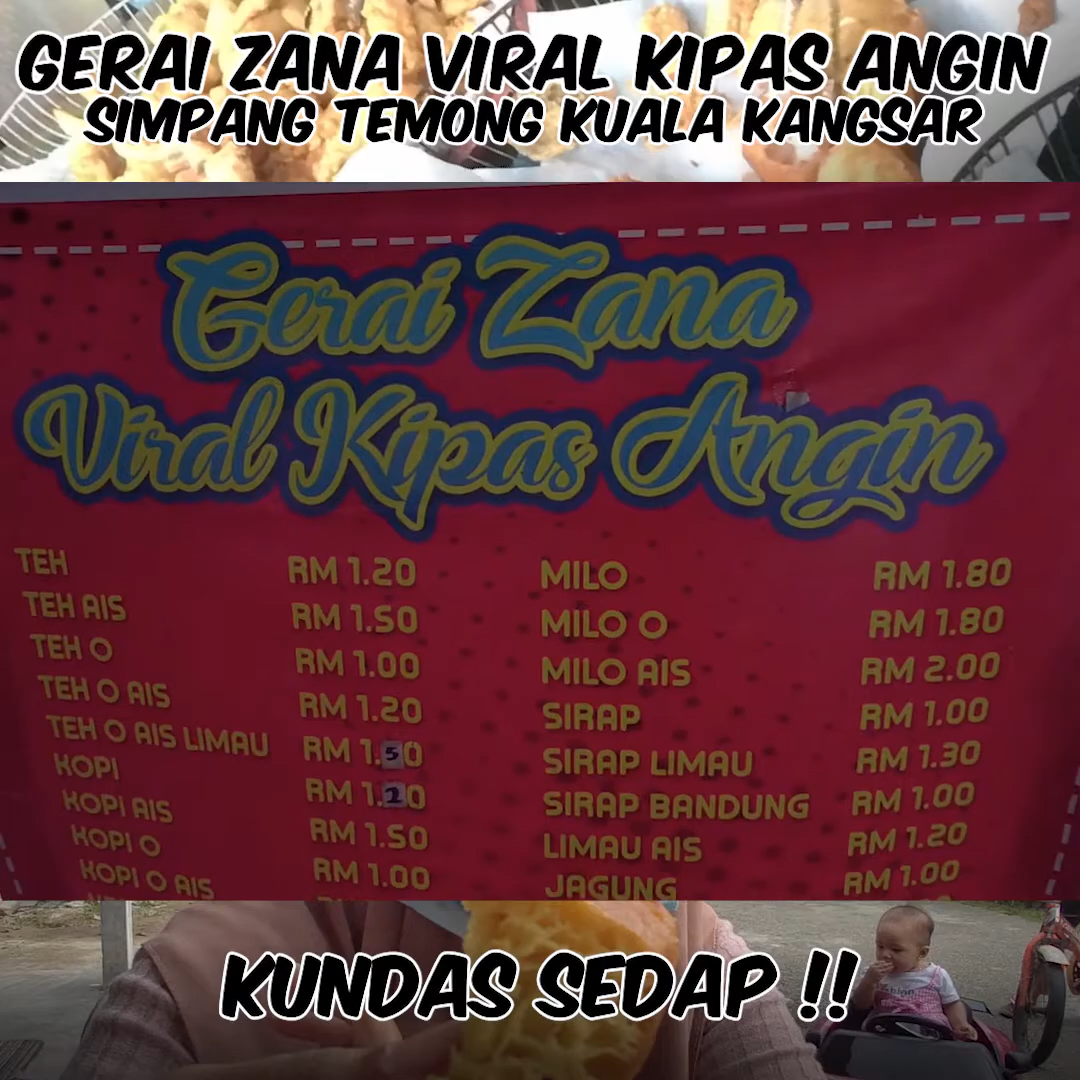 GERAI ZANA VIRAL KIPAS ANGIN
SIMPANG TEMONG KUALA KANGSAR
Gerai Zana
Viral Kipas Angin
TEH RM 1.20
TEH AIS RM 1.50
TEH O RM 1.00
TEH O AIS RM 1.20
TEH O AIS LIMAU RM 1.50
KOPI RM 1.20
KOPI AIS RM 1.50
KOPI O RM 1.00
KOPI O AIS
MILO RM 1.80
MILO O RM 1.80
MILO AIS RM 2.00
SIRAP RM 1.00
SIRAP LIMAU RM 1.30
SIRAP BANDUNG RM 1.00
LIMAU AIS RM 1.20
JAGUNG RM 1.00
KUNDAS SEDAP !!